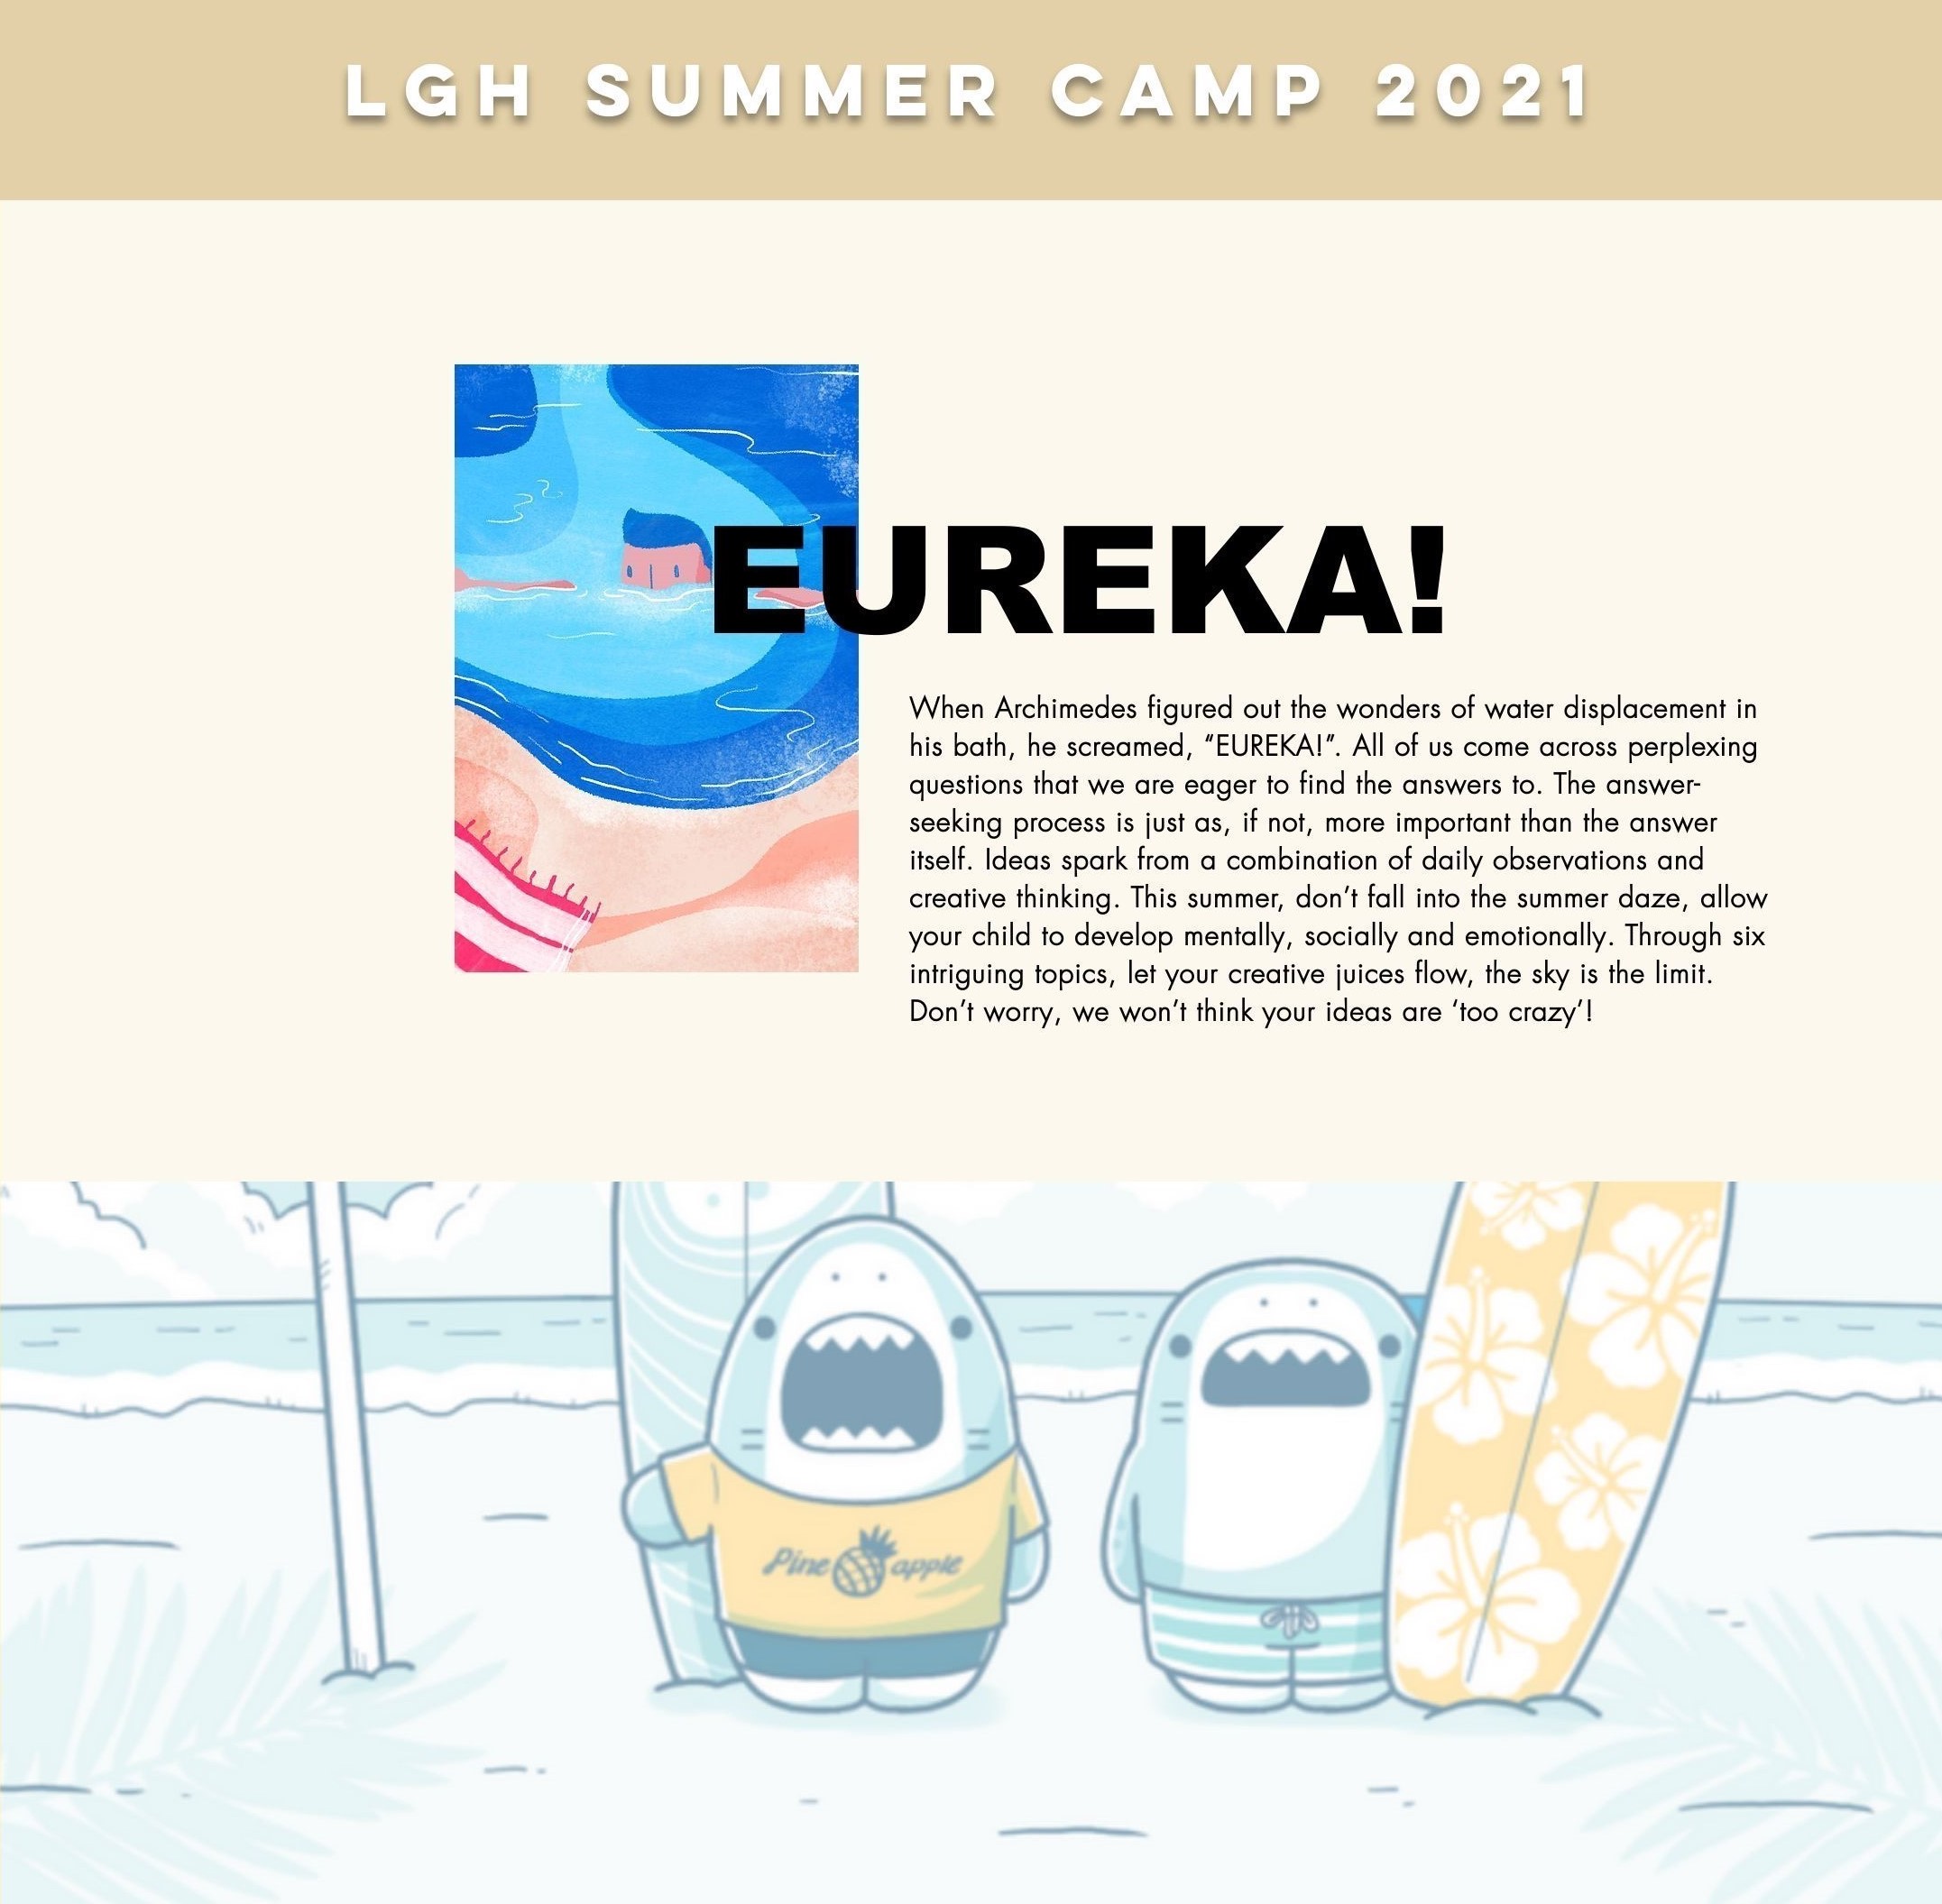 LGH SUMMER CAMP 2021
EUREKA!
When Archimedes figured out the wonders of water displacement in
his bath, he screamed, “EUREKA!”. All of us come across perplexing
questions that we are eager to find the answers to. The answer-
seeking process is just as, if not, more important than the answer
itself. Ideas spark from a combination of daily observations and
creative thinking. This summer, don’t fall into the summer daze, allow
your child to develop mentally, socially and emotionally. Through six
intriguing topics, let your creative juices flow, the sky is the limit.
Don’t worry, we won’t think your ideas are ‘too crazy’!
Pine apple